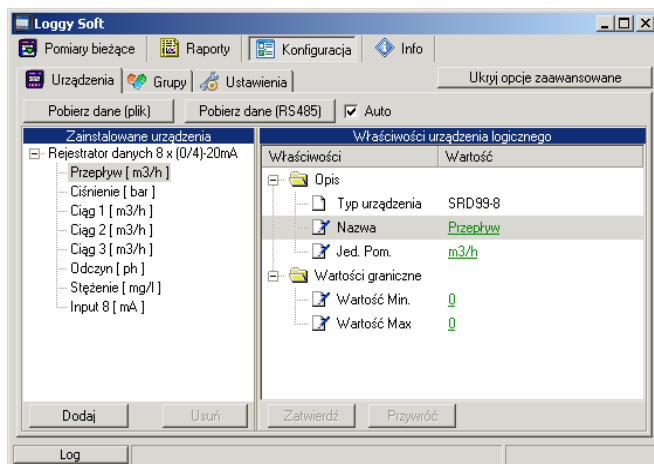 Loggy Soft
Pomiary bieżące Raporty Konfiguracja Info
Urządzenia Grupy Ustawienia Ukryj opcje zaawansowane
Pobierz dane (plik) Pobierz dane (RS485) Auto
Zainstalowane urządzenia
Rejestrator danych 8 x (0/4)-20mA
Przepływ [ m3/h ]
Ciśnienie [ bar ]
Ciąg 1 [ m3/h ]
Ciąg 2 [ m3/h ]
Ciąg 3 [ m3/h ]
Odczyn [ ph ]
Stężenie [ mg/l ]
Input 8 [ mA ]
Dodaj Usuń
Właściwości urządzenia logicznego
Właściwości Wartość
Opis
Typ urządzenia SRD99-8
Nazwa Przepływ
Jed. Pom. m3/h
Wartości graniczne
Wartość Min. 0
Wartość Max 0
Zatwierdź Przywróć
Log